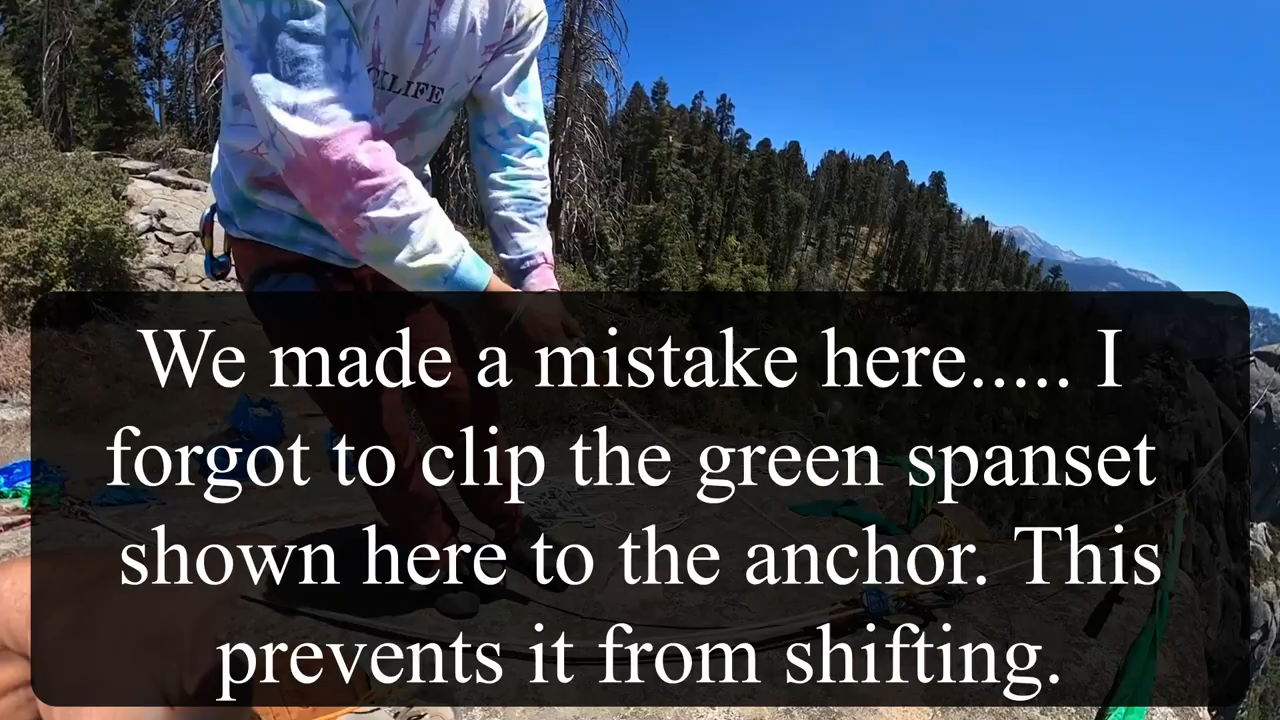 We made a mistake here..... I
forgot to clip the green spanset
shown here to the anchor. This
prevents it from shifting.